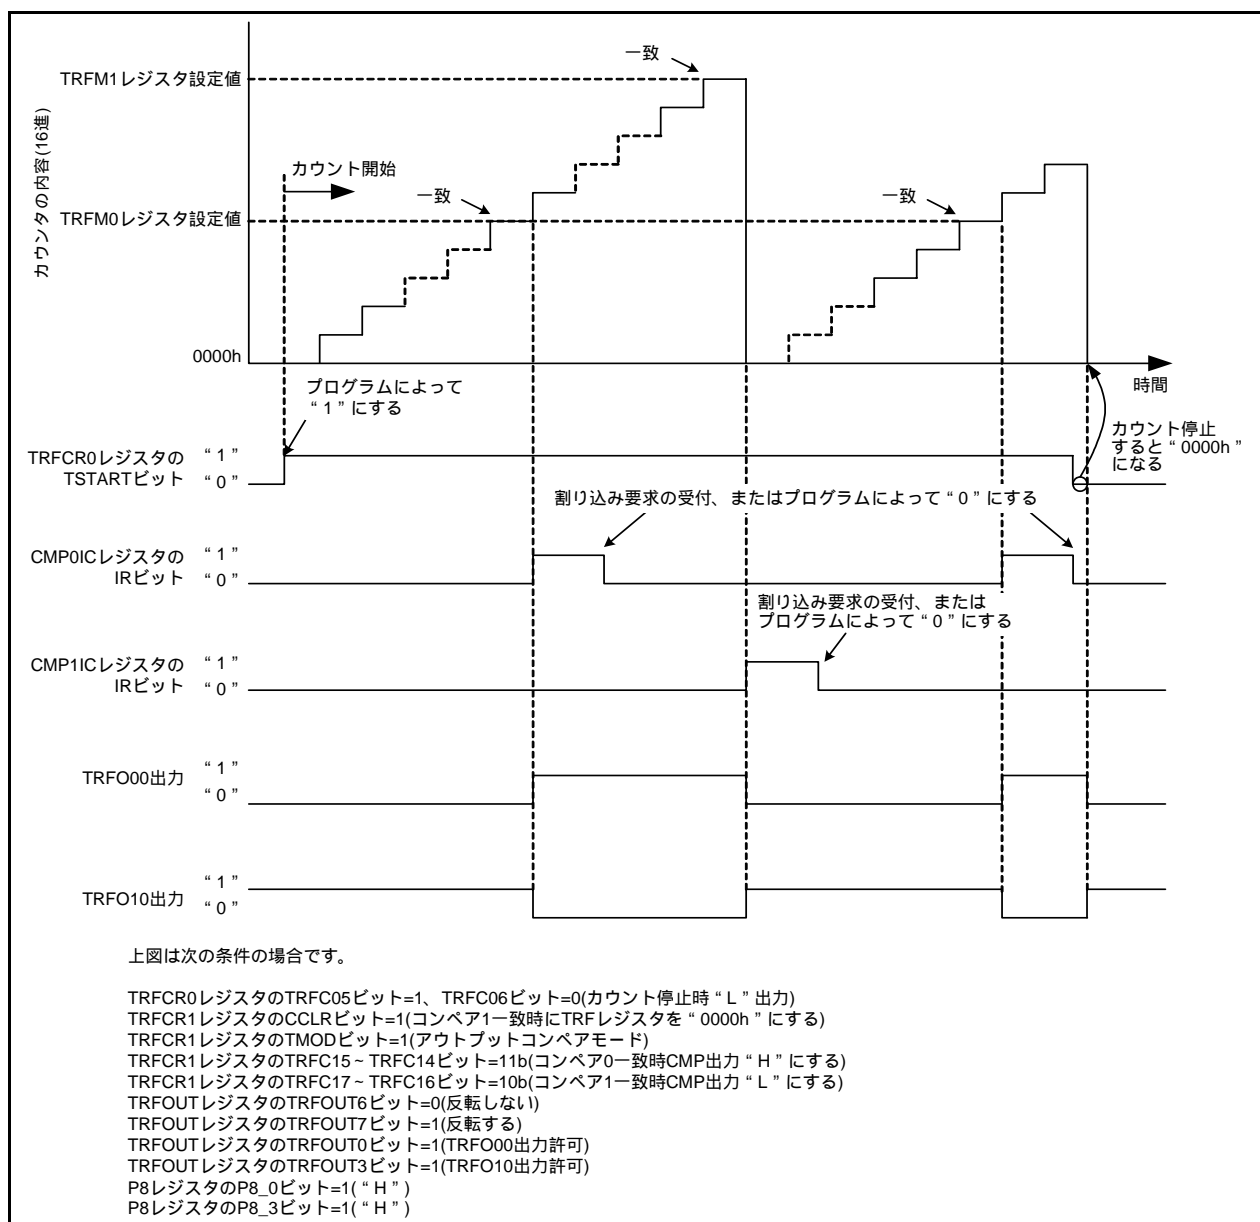 一致
TRFM1レジスタ設定値
カウンタの内容(16進)
カウント開始
一致
一致
TRFM0レジスタ設定値
0000h
時間
プログラムによって
“1”にする
カウント停止
すると“0000h”
になる
TRFCR0レジスタの
TSTARTビット
“1”
“0”
割り込み要求の受付、またはプログラムによって“0”にする
CMP0ICレジスタの
IRビット
“1”
“0”
割り込み要求の受付、または
プログラムによって“0”にする
CMP1ICレジスタの
IRビット
“1”
“0”
TRFO00出力
“1”
“0”
TRFO10出力
“1”
“0”
上図は次の条件の場合です。
TRFCR0レジスタのTRFC05ビット=1、TRFC06ビット=0(カウント停止時“L”出力)
TRFCR1レジスタのCCLRビット=1(コンペア1一致時にTRFレジスタを“0000h”にする)
TRFCR1レジスタのTMODビット=1(アウトプットコンペアモード)
TRFCR1レジスタのTRFC15~TRFC14ビット=11b(コンペア0一致時CMP出力“H”にする)
TRFCR1レジスタのTRFC17~TRFC16ビット=10b(コンペア1一致時CMP出力“L”にする)
TRFOUTレジスタのTRFOUT6ビット=0(反転しない)
TRFOUTレジスタのTRFOUT7ビット=1(反転する)
TRFOUTレジスタのTRFOUT0ビット=1(TRFO00出力許可)
TRFOUTレジスタのTRFOUT3ビット=1(TRFO10出力許可)
P8レジスタのP8_0ビット=1(“H”)
P8レジスタのP8_3ビット=1(“H”)